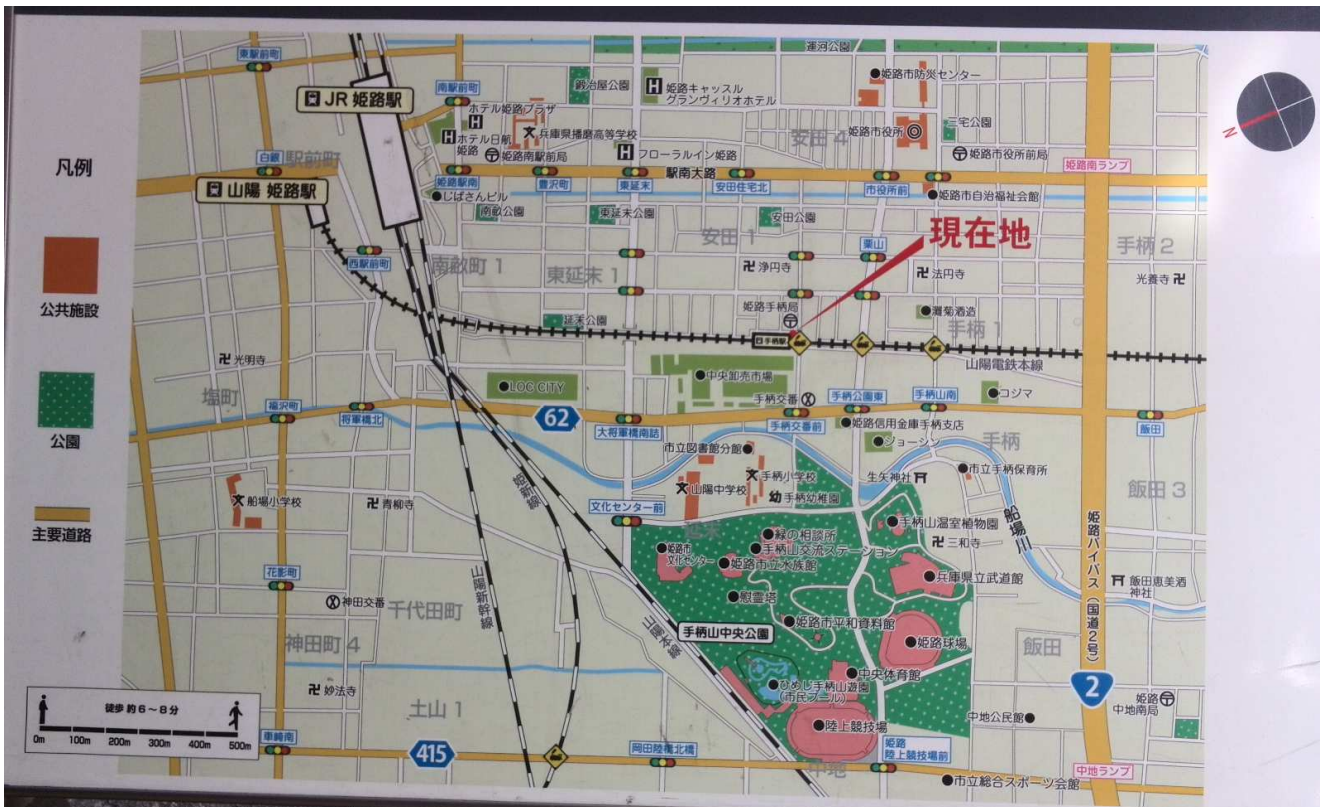 運河公園
東駅前町
南駅前町
JR 姫路駅
ホテル姫路プラザ
鍛冶屋公園
姫路キャッスル
グランヴィリオホテル
姫路市防災センター
N
凡例
白銀
駅前町
ホテル日航
姫路
兵庫県播磨高等学校
姫路南駅前局
フローラルイン姫路
安田 4
姫路市役所
三宅公園
姫路市役所前局
姫路南ランプ
山陽 姫路駅
姫路駅南
豊沢町
東延末
駅南大路
安田住宅北
市役所前
じばさんビル
南畝公園
東延末公園
安田公園
姫路市自治福祉会館
公共施設
西駅前町
南畝町 1
東延末 1
安田 1
栗山
現在地
手柄 2
浄円寺
法円寺
光養寺
姫路手柄局
灘菊酒造
延末公園
手柄 1
手柄駅
山陽電鉄本線
光明寺
塩町
LOC CITY
中央卸売市場
コジマ
公園
福沢町
将軍橋北
62
大将軍橋南詰
手柄交番
手柄交番前
手柄公園東
手柄山南
飯田
姫路信用金庫手柄支店
ジョーシン
手柄
市立図書館分館
手柄小学校
山陽中学校
手柄幼稚園
生矢神社
市立手柄保育所
飯田 3
主要道路
船場小学校
青柳寺
姫新線
文化センター前
延末
船場川
手柄山温室植物園
三和寺
緑の相談所
手柄山交流ステーション
姫路市
文化センター
姫路市立水族館
兵庫県立武道館
姫路バイパス(国道2号)
飯田恵美酒
神社
花影町
神田交番
千代田町
山陽新幹線
山陽本線
慰霊塔
姫路市平和資料館
手柄山中央公園
姫路球場
飯田
神田町 4
妙法寺
ひめじ手柄山遊園
(市民プール)
中央体育館
2
姫路
中地南局
徒歩 約6~8分
0m 100m 200m 300m 400m 500m
土山 1
陸上競技場
中地公民館
車崎南
415
岡田陸橋北橋
中地
姫路
陸上競技場前
中地ランプ
市立総合スポーツ会館